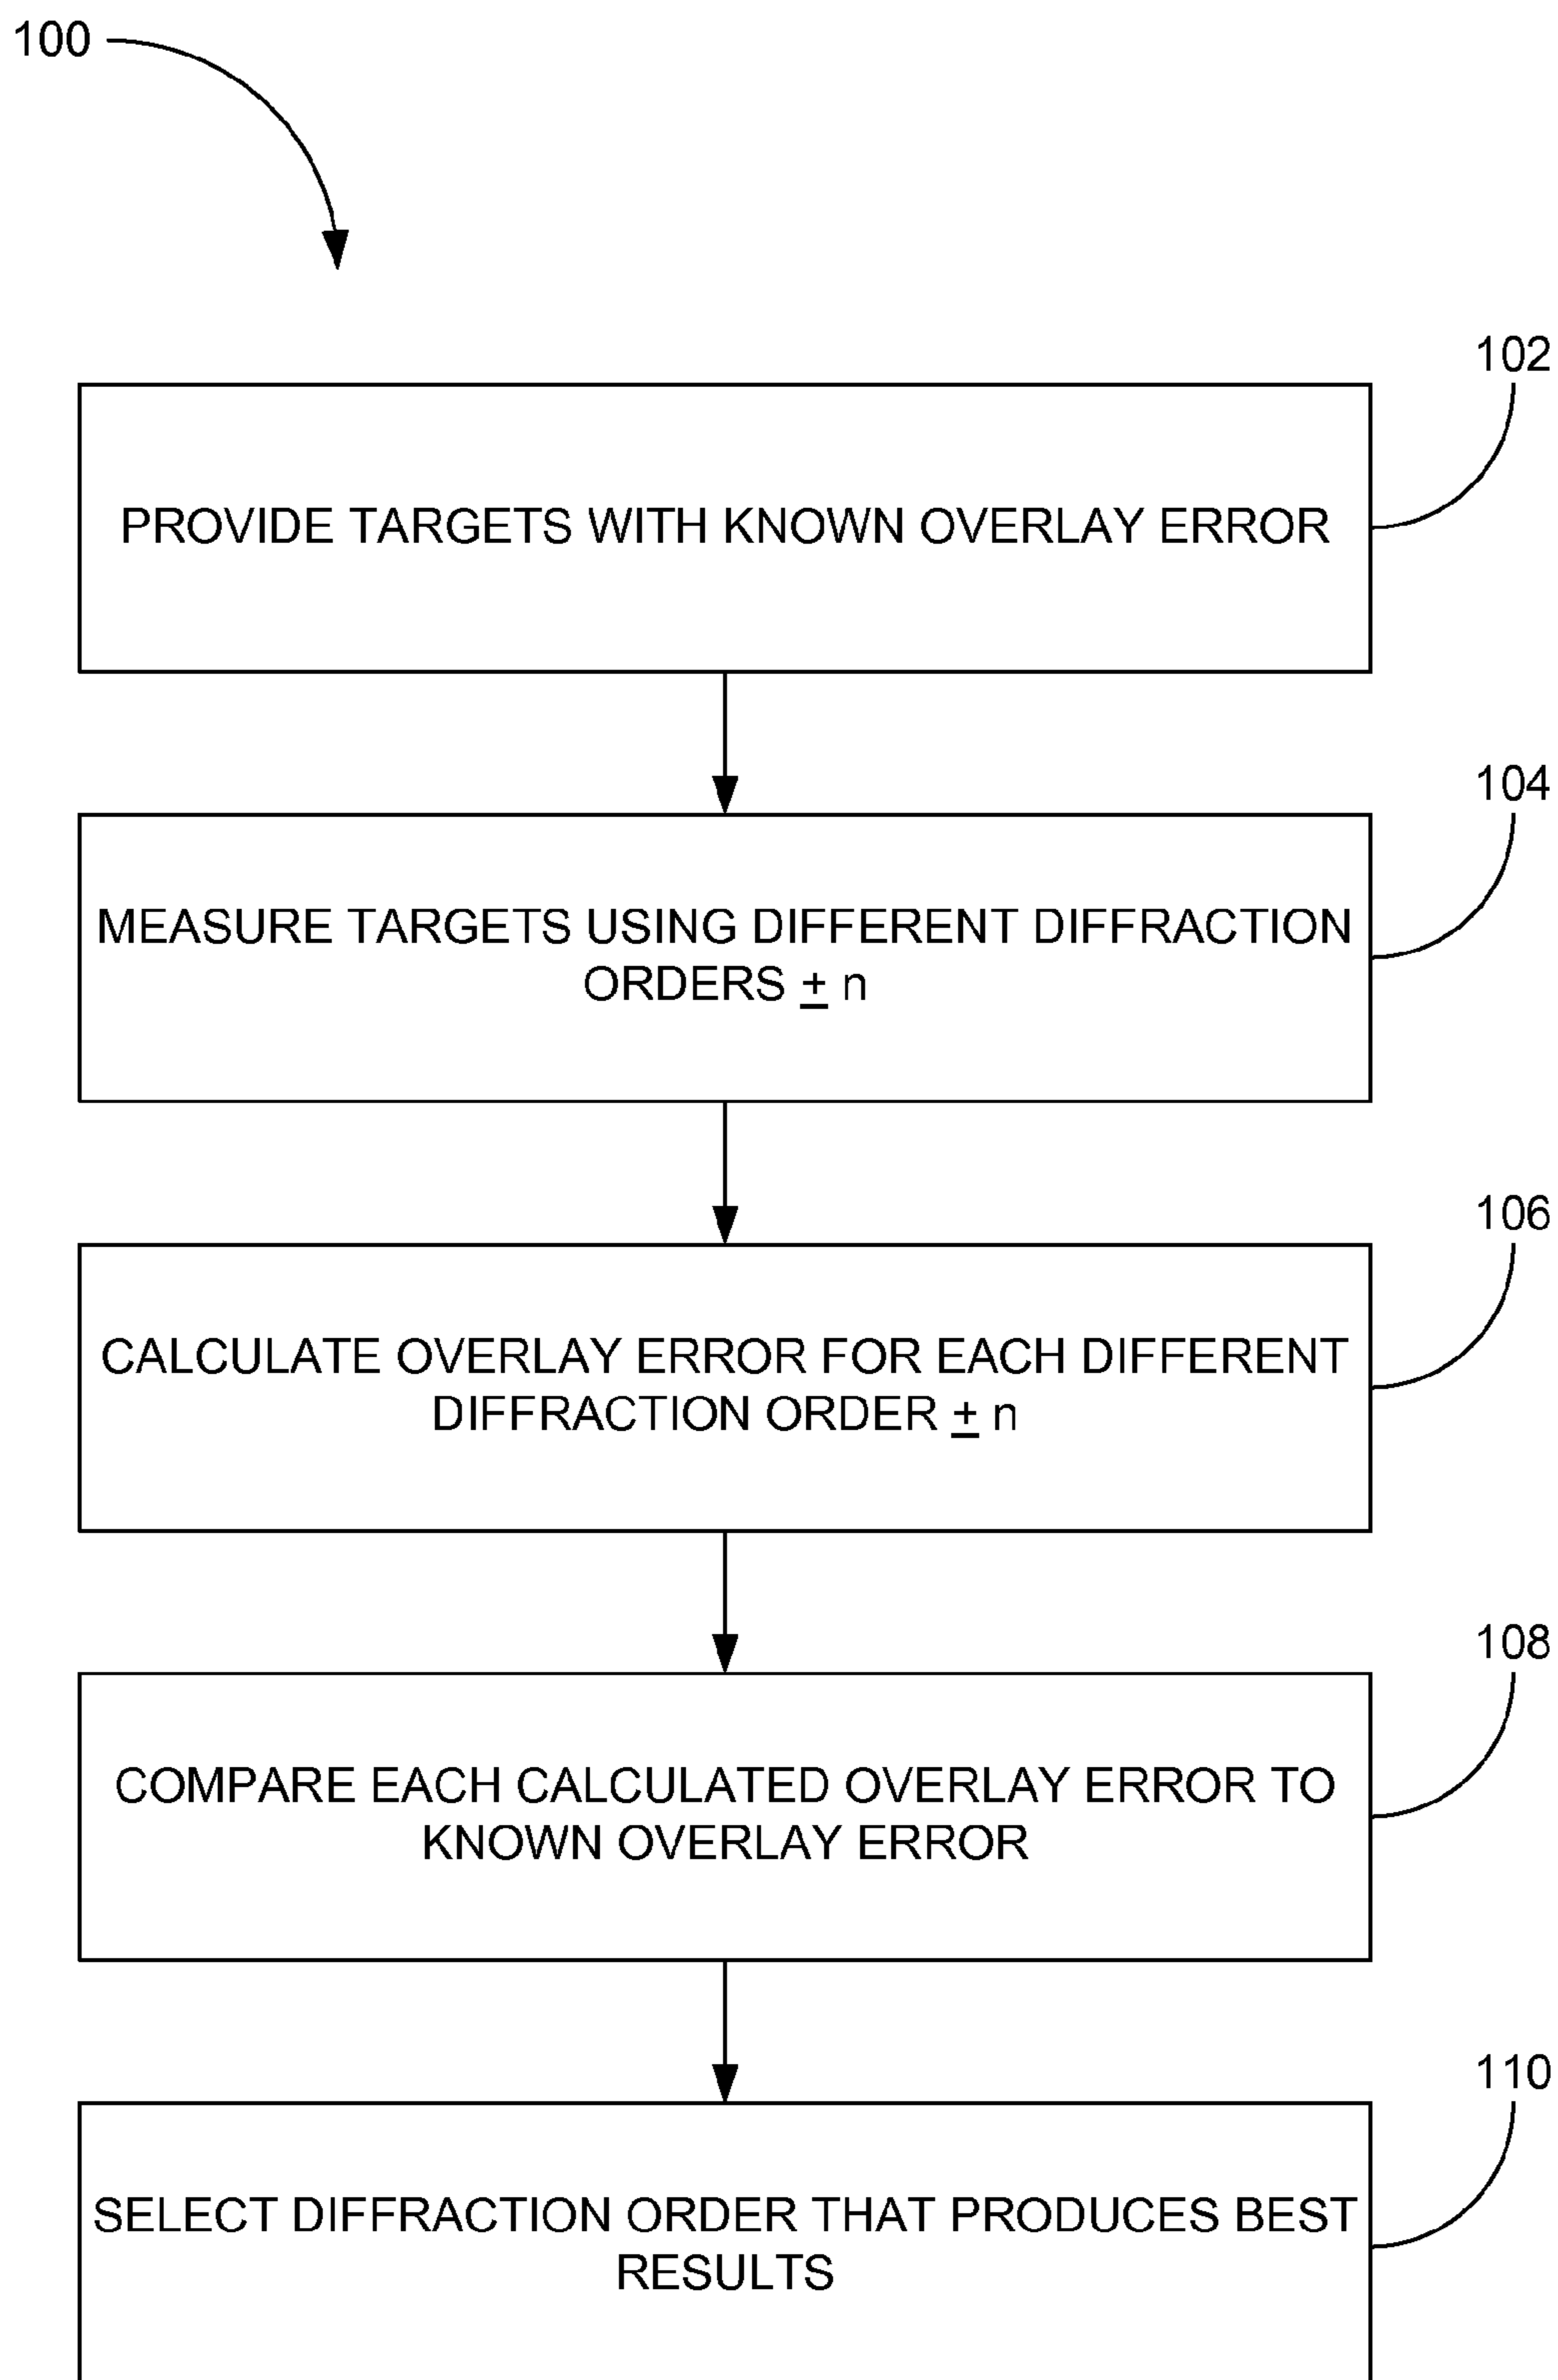 100
102
PROVIDE TARGETS WITH KNOWN OVERLAY ERROR
104
MEASURE TARGETS USING DIFFERENT DIFFRACTION
ORDERS ± n
106
CALCULATE OVERLAY ERROR FOR EACH DIFFERENT
DIFFRACTION ORDER ± n
108
COMPARE EACH CALCULATED OVERLAY ERROR TO
KNOWN OVERLAY ERROR
110
SELECT DIFFRACTION ORDER THAT PRODUCES BEST
RESULTS